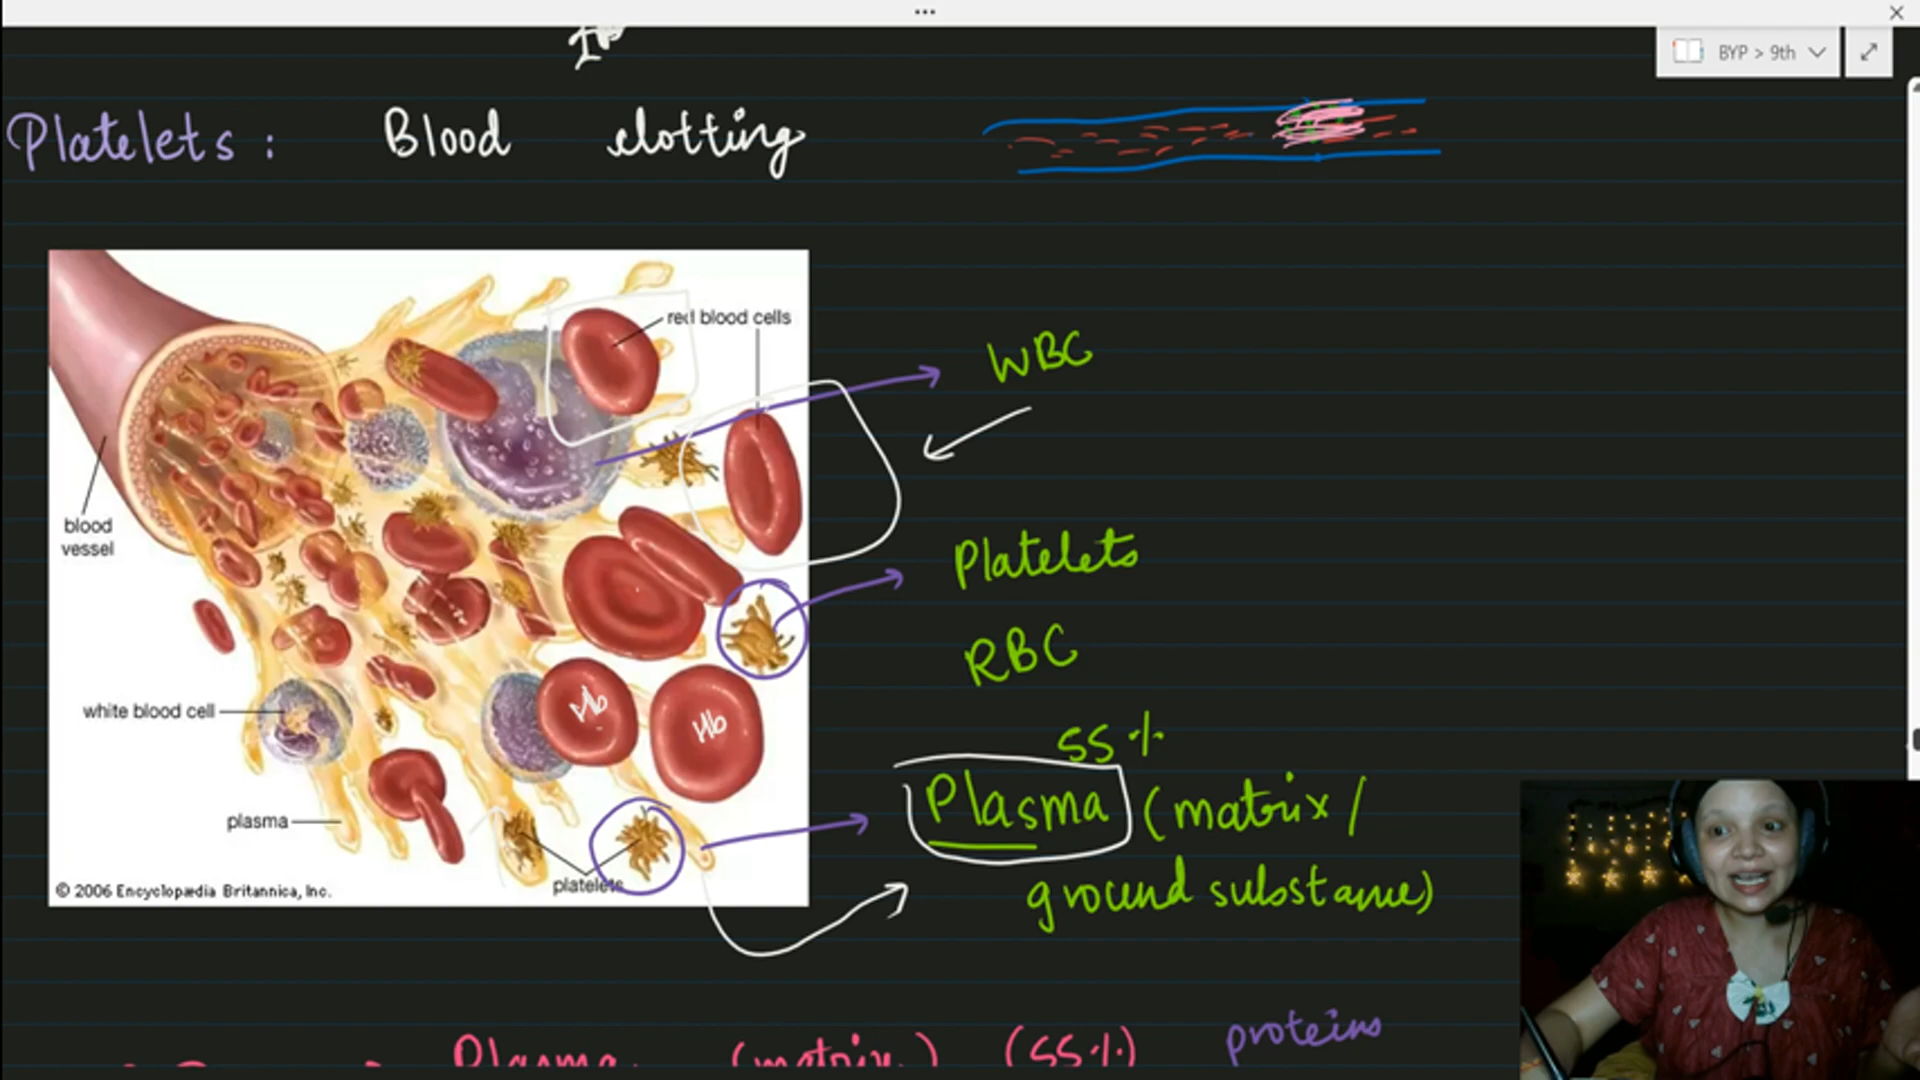 BYP > 9th
Platelets : Blood clotting
red blood cells
WBC
blood
vessel
Platelets
RBC
Hb
Hb
white blood cell
55 %
Plasma (matrix /
plasma
ground substance)
platelets
© 2006 Encyclopædia Britannica, Inc.
proteins
Plasma (matrix) (55%)